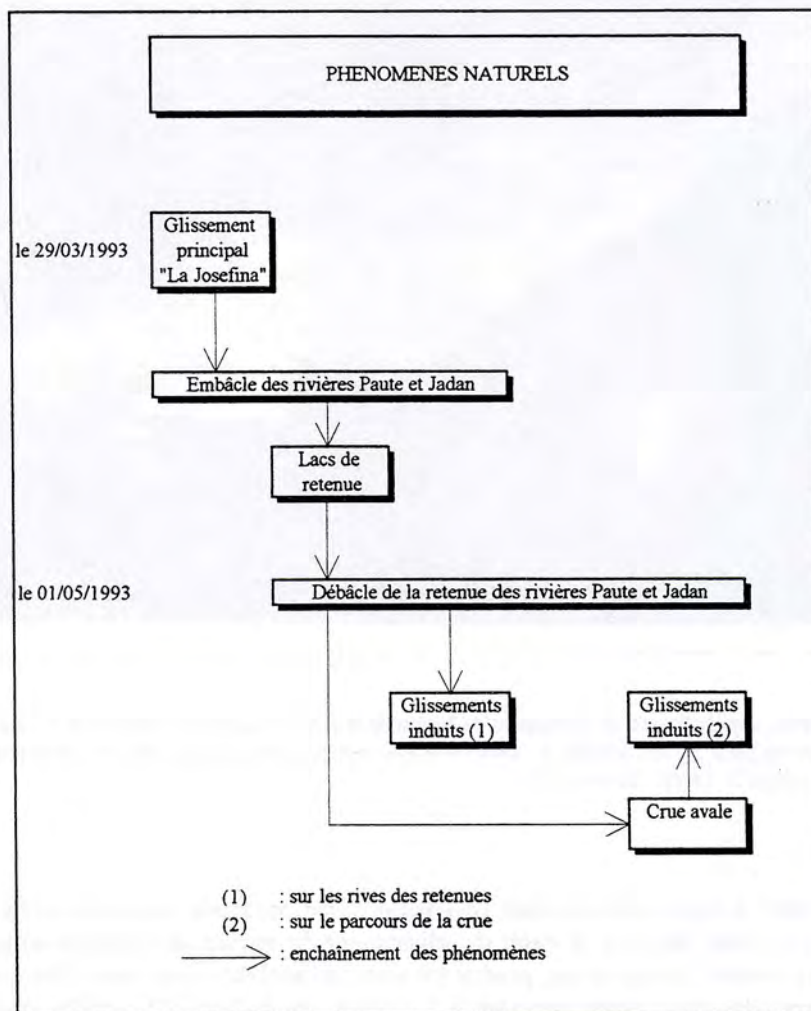 PHENOMENES NATURELS
le 29/03/1993
Glissement
principal
"La Josefina"
Embâcle des rivières Paute et Jadan
Lacs de
retenue
le 01/05/1993
Débâcle de la retenue des rivières Paute et Jadan
Glissements
induits (1)
Glissements
induits (2)
Crue avale
(1) : sur les rives des retenues
(2) : sur le parcours de la crue
: enchaînement des phénomènes